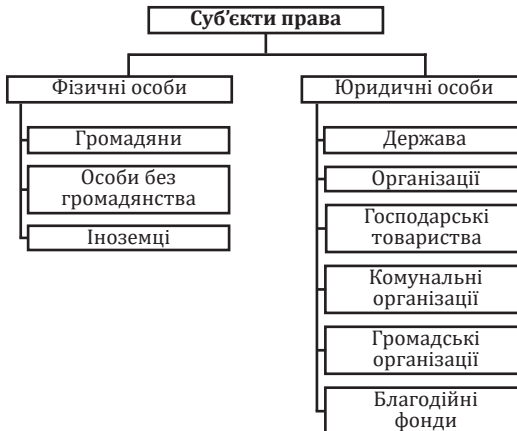 Суб’єкти права
Фізичні особи
Громадяни
Особи без
громадянства
Іноземці
Юридичні особи
Держава
Організації
Господарські
товариства
Комунальні
організації
Громадські
організації
Благодійні
фонди